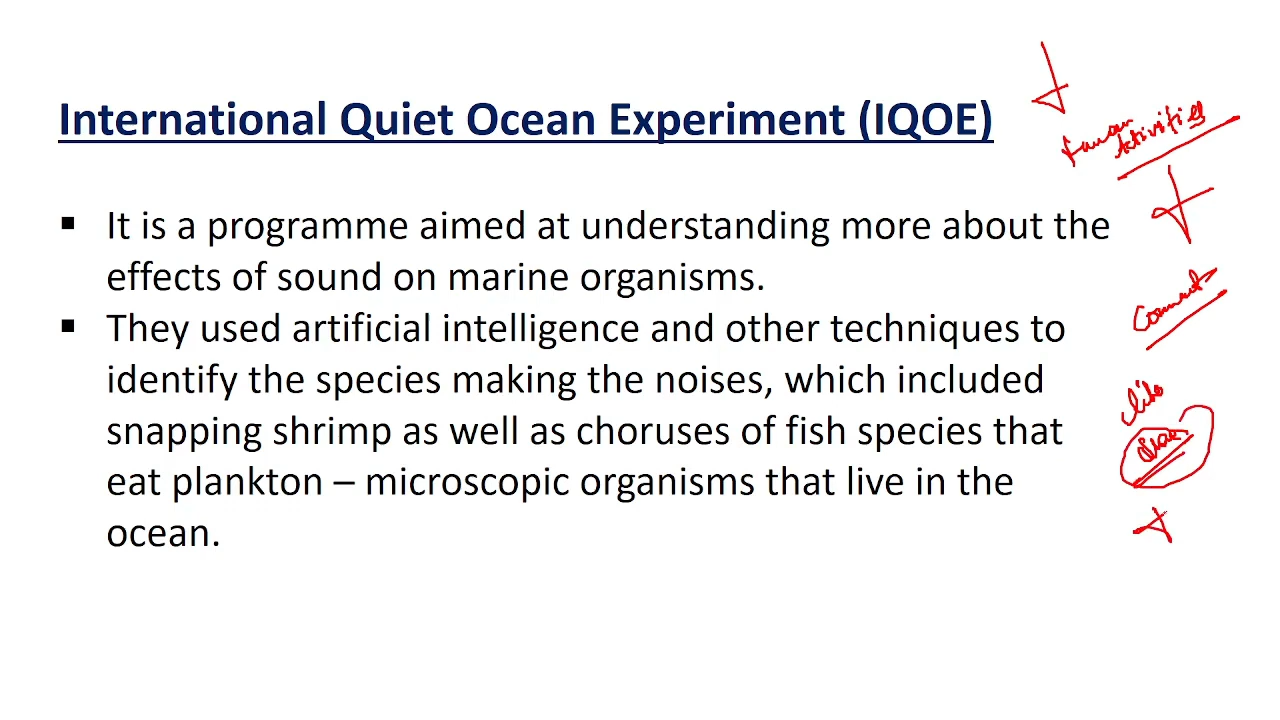 International Quiet Ocean Experiment (IQOE)
Human
Activities
▪ It is a programme aimed at understanding more about the
effects of sound on marine organisms.
▪ They used artificial intelligence and other techniques to
identify the species making the noises, which included
snapping shrimp as well as choruses of fish species that
eat plankton – microscopic organisms that live in the
ocean.
Comment
like